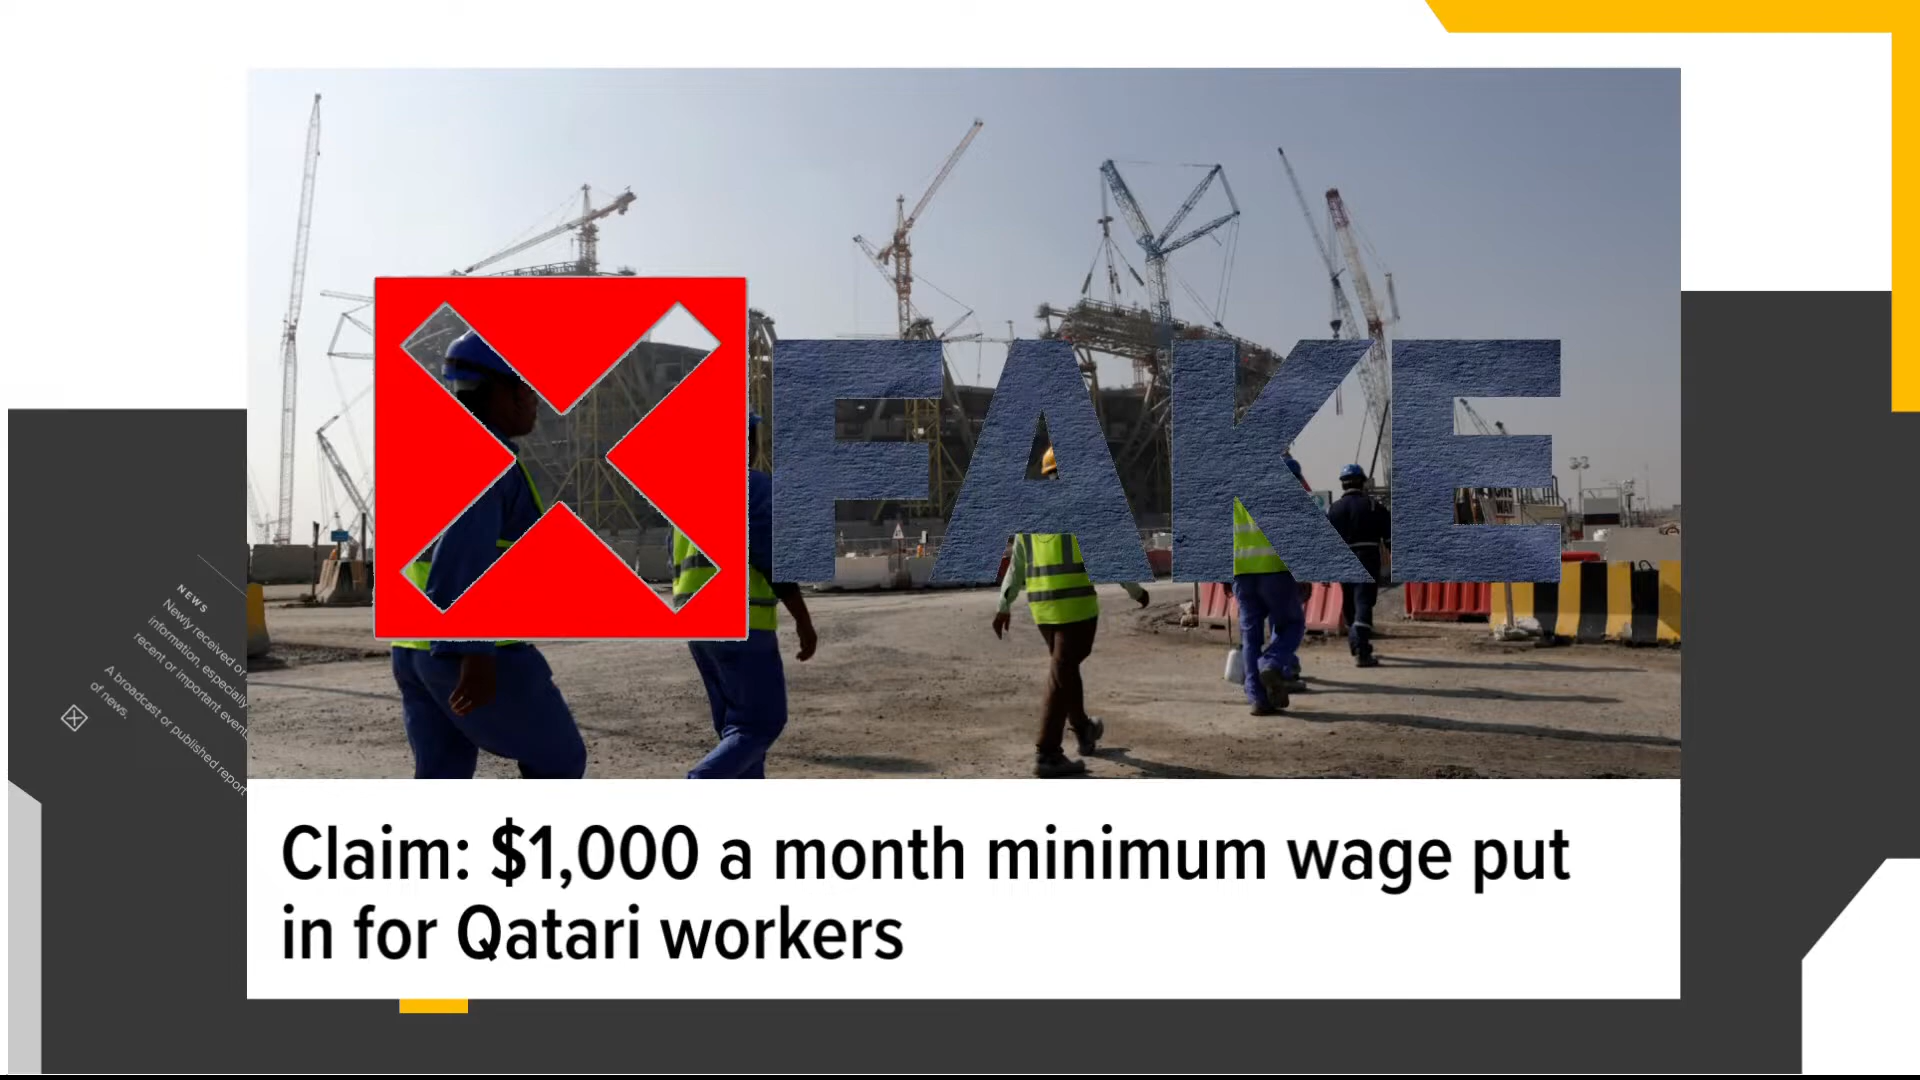 FAKE
NEWS
Newly received or
information, especially
recent or important event
A broadcast or published report
of news.
Claim: $1,000 a month minimum wage put
in for Qatari workers